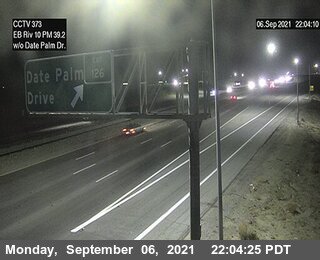 CCTV 373
EB Riv 10 PM 39.2
w/o Date Palm Dr.
06.Sep 2021 22:04:10
EXIT
126
Date Palm
Drive
Monday, September 06, 2021 22:04:25 PDT